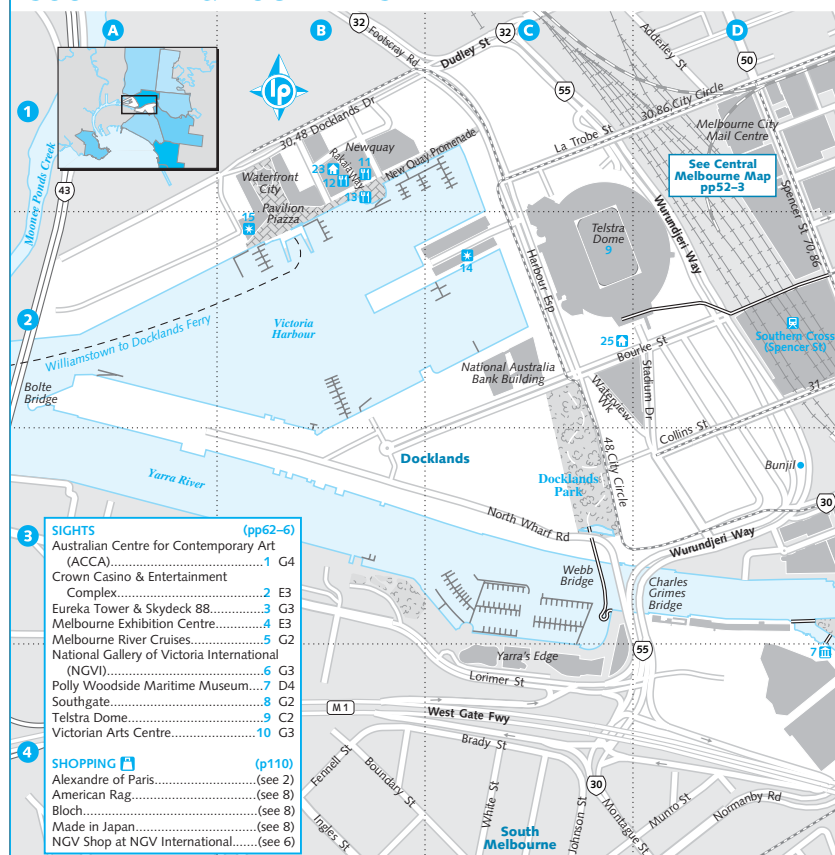 A
B
C
D
1
2
3
4
lp
32
Footscray Rd
Dudley St
32
55
Adderley St
50
30,86 City Circle
La Trobe St
Melbourne City
Mail Centre
See Central
Melbourne Map
pp52–3
Spencer St 70,86
Wurundjeri Way
Mooney Ponds Creek
43
30,48 Docklands Dr
Newquay
Rakaia Way
New Quay Promenade
23
11
12
13
Waterfront
City
Pavilion
Piazza
15
14
Telstra
Dome
9
Harbour Esp
Victoria
Harbour
Williamstown to Docklands Ferry
Bolte
Bridge
25
Bourke St
Stadium Dr
Southern Cross
(Spencer St)
National Australia
Bank Building
Waterview
Wk
31
Collins St
48,City Circle
Docklands
Docklands
Park
Bunjil
30
Yarra River
North Wharf Rd
Wurundjeri Way
Webb
Bridge
Charles
Grimes
Bridge
7
Yarra's Edge
55
Lorimer St
M1
West Gate Fwy
Brady St
Fennell St
Boundary St
White St
Ingles St
South
Melbourne
Johnson St
30
Montague St
Munro St
Normanby Rd
SIGHTS (pp62–6)
Australian Centre for Contemporary Art
(ACCA)..........1 G4
Crown Casino & Entertainment
Complex..........2 E3
Eureka Tower & Skydeck 88..........3 G3
Melbourne Exhibition Centre..........4 E3
Melbourne River Cruises..........5 G2
National Gallery of Victoria International
(NGVI)..........6 G3
Polly Woodside Maritime Museum....7 D4
Southgate..........8 G2
Telstra Dome..........9 C2
Victorian Arts Centre..........10 G3
SHOPPING (p110)
Alexandre of Paris..........(see 2)
American Rag..........(see 8)
Bloch..........(see 8)
Made in Japan..........(see 8)
NGV Shop at NGV International.......(see 6)